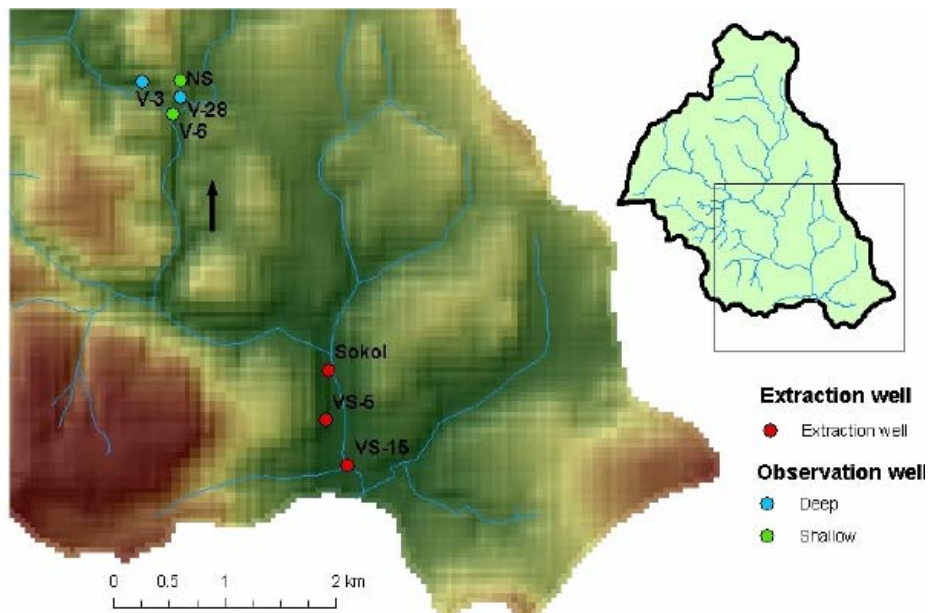 NS
V-3
V-28
V-6
Sokol
VS-5
VS-15
0 0.5 1 2 km
Extraction well
Extraction well
Observation well
Deep
Shallow